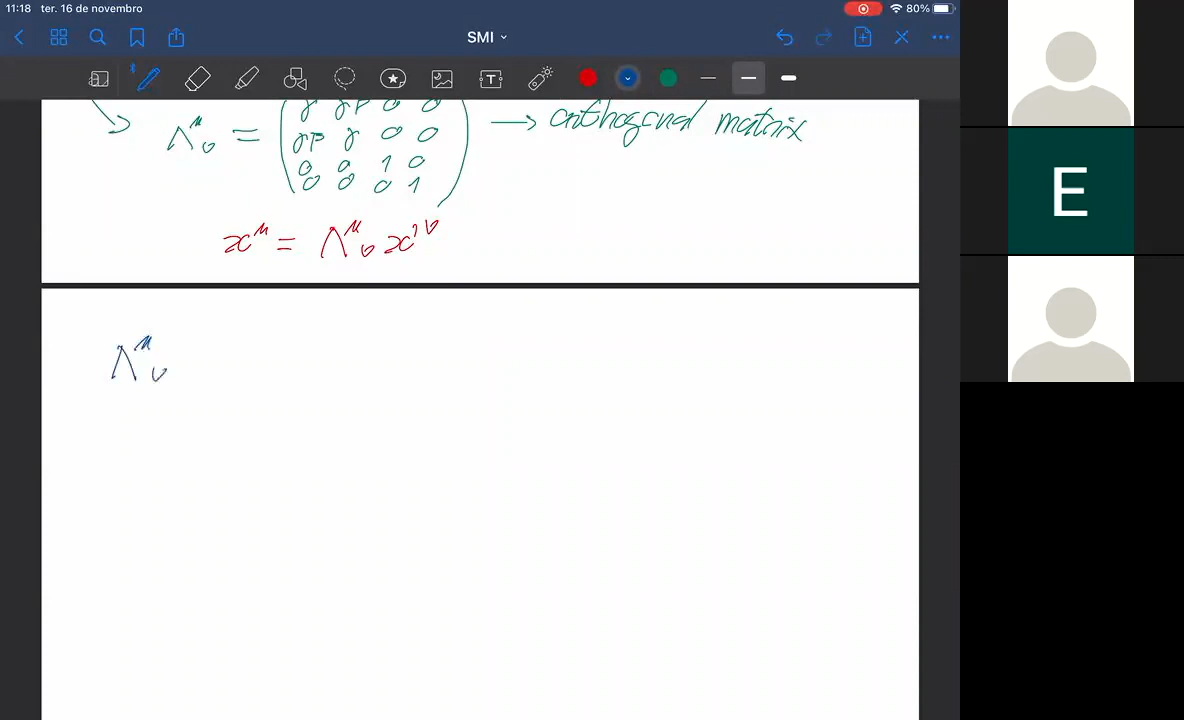 11:18 ter. 16 de novembro 80%
SMI
T
Λ^μ_ν = (γ γβ 0 0 → orthogonal matrix
γβ γ 0 0
0 0 1 0
0 0 0 1)
x^μ = Λ^μ_ν x'^ν
Λ^μ_ν
E